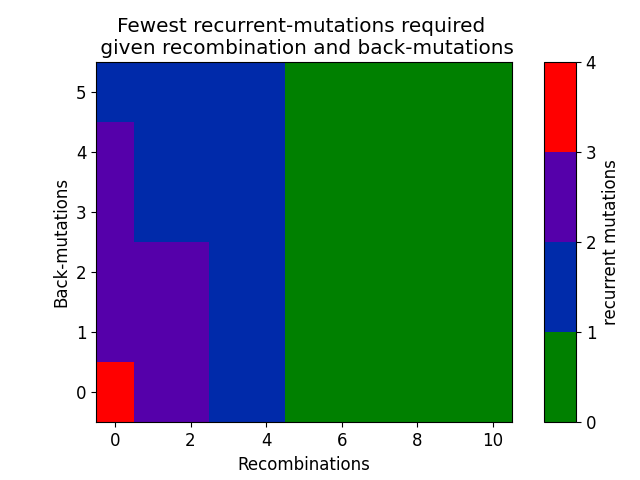 Fewest recurrent-mutations required
given recombination and back-mutations
5
4
3
2
1
0
Back-mutations
0 2 4 6 8 10
Recombinations
4
3
2
1
0
recurrent mutations